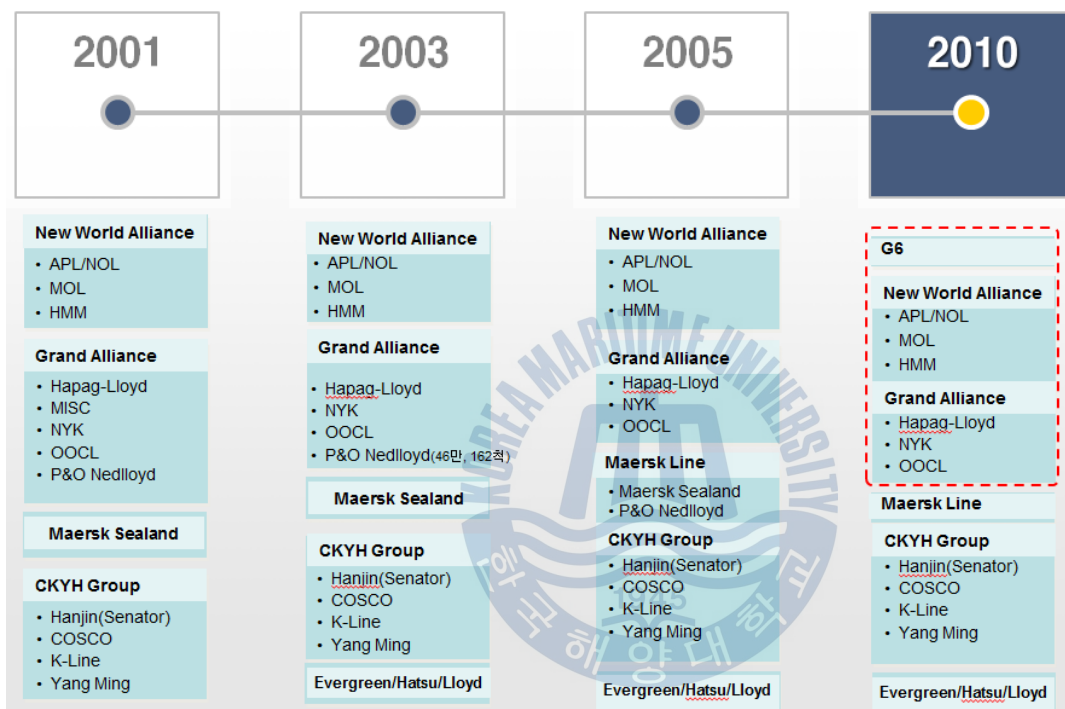 2001
2003
2005
2010
New World Alliance
• APL/NOL
• MOL
• HMM
Grand Alliance
• Hapag-Lloyd
• MISC
• NYK
• OOCL
• P&O Nedlloyd
Maersk Sealand
CKYH Group
• Hanjin(Senator)
• COSCO
• K-Line
• Yang Ming
New World Alliance
• APL/NOL
• MOL
• HMM
Grand Alliance
• Hapag-Lloyd
• NYK
• OOCL
• P&O Nedlloyd(46만, 162척)
Maersk Sealand
CKYH Group
• Hanjin(Senator)
• COSCO
• K-Line
• Yang Ming
Evergreen/Hatsu/Lloyd
New World Alliance
• APL/NOL
• MOL
• HMM
Grand Alliance
• Hapag-Lloyd
• NYK
• OOCL
Maersk Line
• Maersk Sealand
• P&O Nedlloyd
CKYH Group
• Hanjin(Senator)
• COSCO
• K-Line
• Yang Ming
Evergreen/Hatsu/Lloyd
G6
New World Alliance
• APL/NOL
• MOL
• HMM
Grand Alliance
• Hapag-Lloyd
• NYK
• OOCL
Maersk Line
CKYH Group
• Hanjin(Senator)
• COSCO
• K-Line
• Yang Ming
Evergreen/Hatsu/Lloyd
KOREA MARITIME UNIVERSITY
1945
한국해양대학교